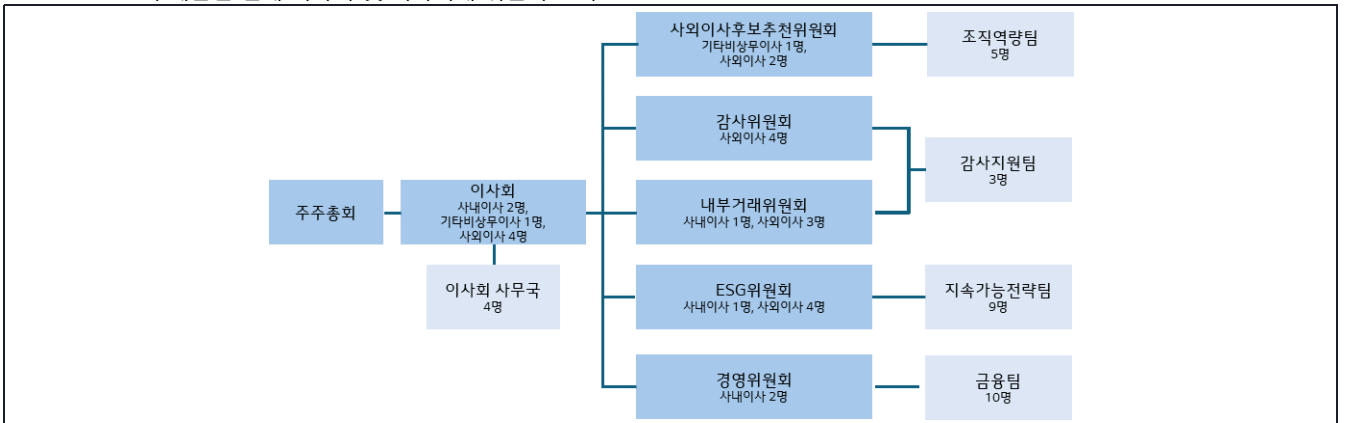 사외이사후보추천위원회
기타비상무이사 1명,
사외이사 2명
조직역량팀
5명
감사위원회
사외이사 4명
감사지원팀
3명
주주총회
이사회
사내이사 2명,
기타비상무이사 1명,
사외이사 4명
내부거래위원회
사내이사 1명, 사외이사 3명
이사회 사무국
4명
ESG위원회
사내이사 1명, 사외이사 4명
지속가능전략팀
9명
경영위원회
사내이사 2명
금융팀
10명